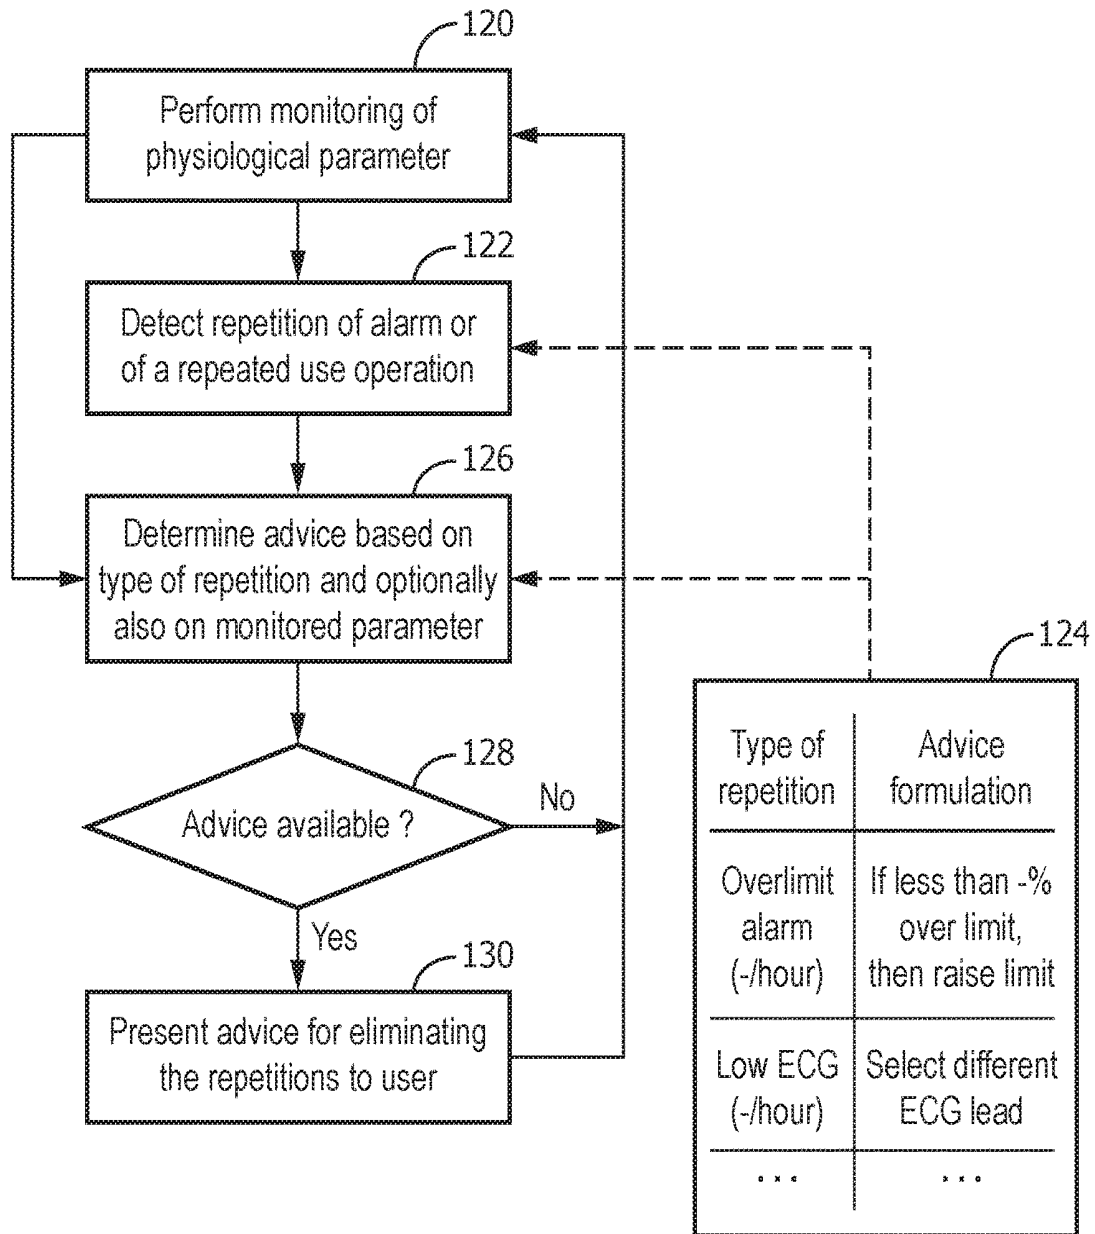 120
Perform monitoring of
physiological parameter
122
Detect repetition of alarm or
of a repeated use operation
126
Determine advice based on
type of repetition and optionally
also on monitored parameter
128
Advice available ?
No
Yes
130
Present advice for eliminating
the repetitions to user
124
Type of
repetition
Advice
formulation
Overlimit
alarm
(-/hour)
If less than -%
over limit,
then raise limit
Low ECG
(-/hour)
Select different
ECG lead
...
...